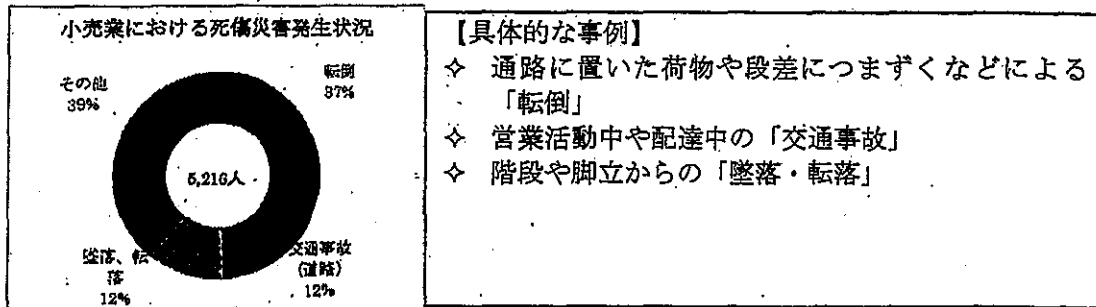 小売業における死傷災害発生状況
転倒
37%
その他
39%
5,216人
墜落、転
落
12%
交通事故
(道路)
12%
【具体的な事例】
✧ 通路に置いた荷物や段差につまずくなどによる
「転倒」
✧ 営業活動中や配達中の「交通事故」
✧ 階段や脚立からの「墜落・転落」